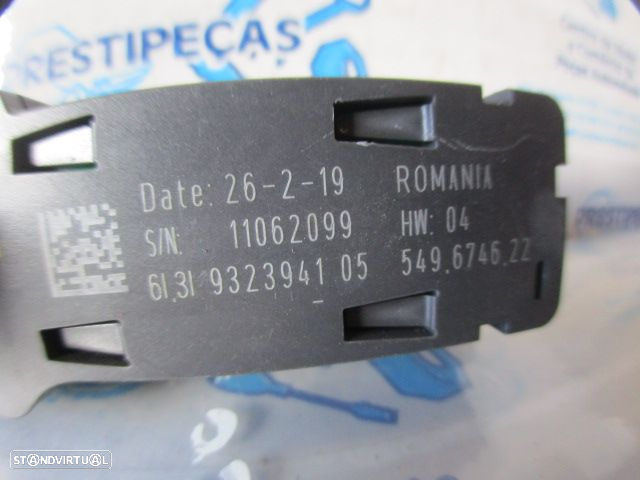 PRESTIPEÇAS
Date: 26-2-19 ROMANIA
S/N: 11062099 HW: 04
61.31 9323941 05 549.6746.22
STANDVIRTUAL